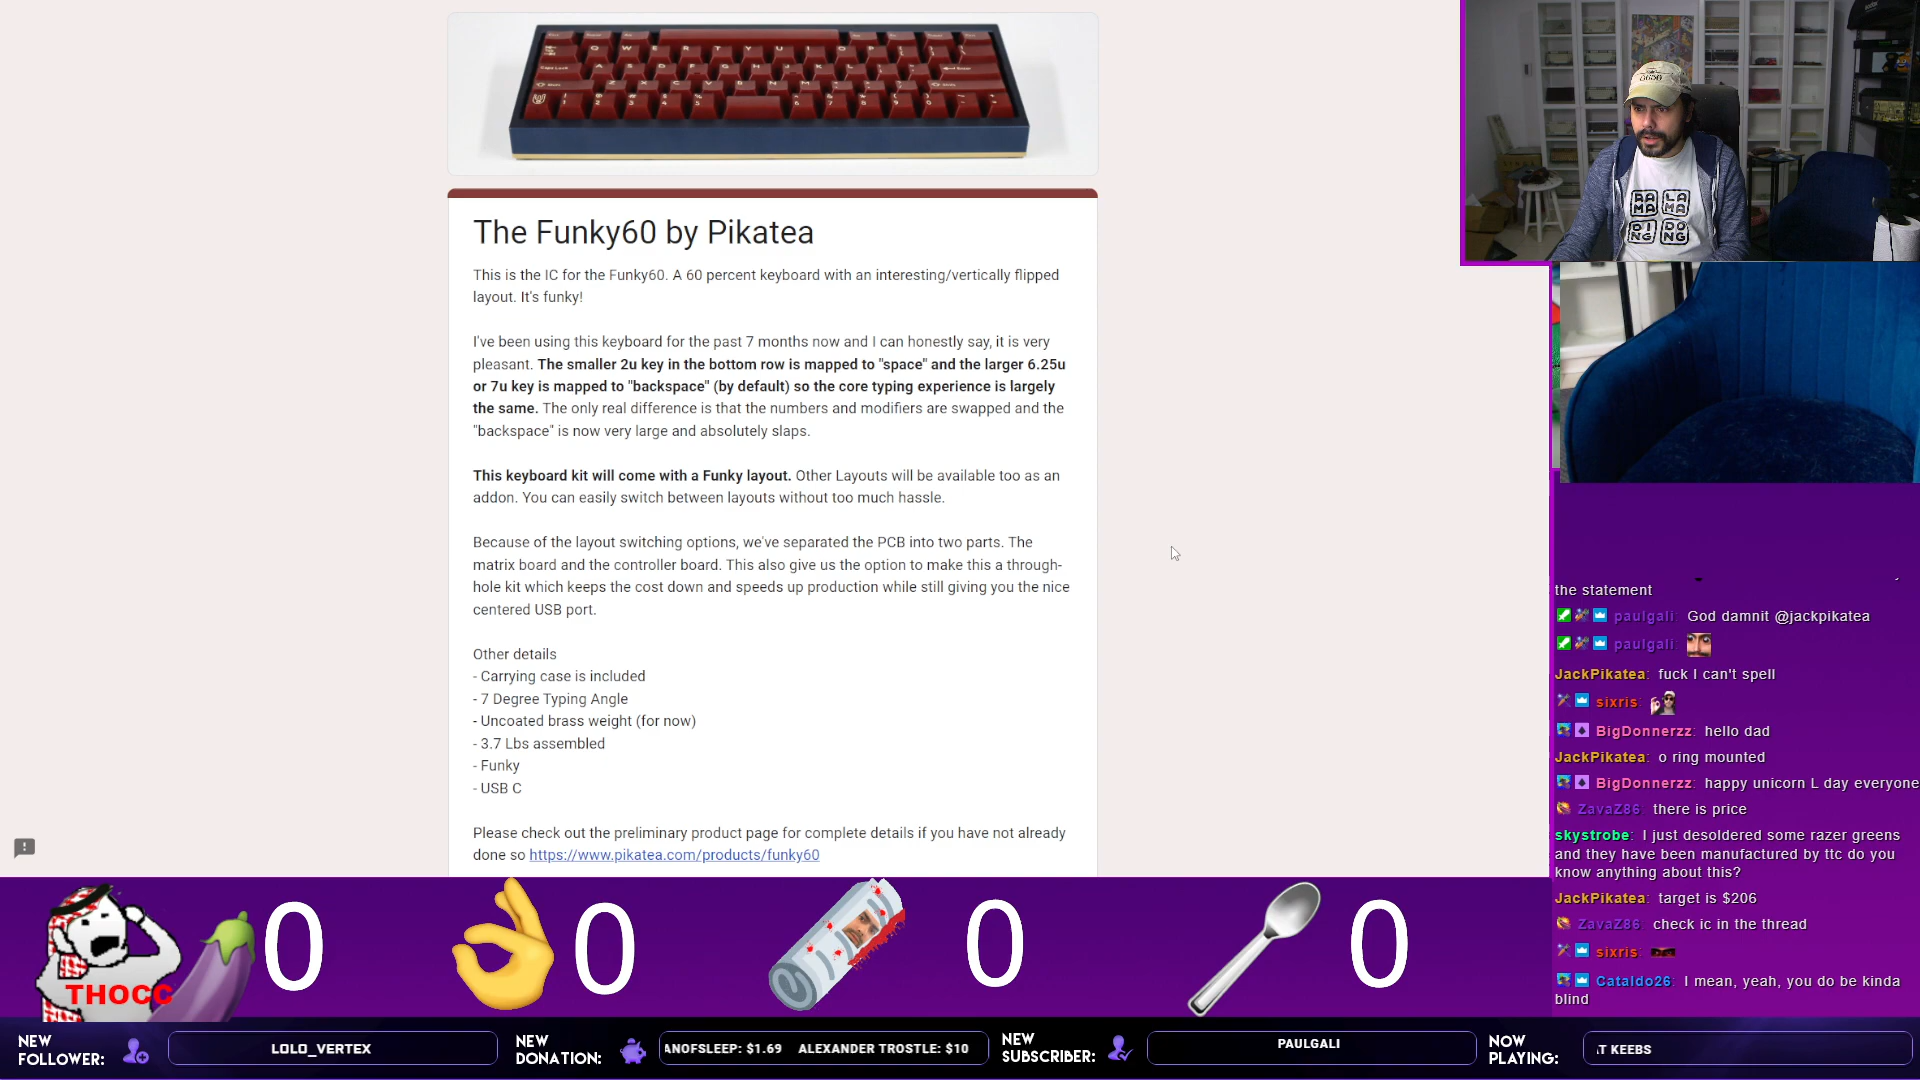 The Funky60 by Pikatea
This is the IC for the Funky60. A 60 percent keyboard with an interesting/vertically flipped
layout. It's funky!
I've been using this keyboard for the past 7 months now and I can honestly say, it is very
pleasant. The smaller 2u key in the bottom row is mapped to "space" and the larger 6.25u
or 7u key is mapped to "backspace" (by default) so the core typing experience is largely
the same. The only real difference is that the numbers and modifiers are swapped and the
"backspace" is now very large and absolutely slaps.
This keyboard kit will come with a Funky layout. Other Layouts will be available too as an
addon. You can easily switch between layouts without too much hassle.
Because of the layout switching options, we've separated the PCB into two parts. The
matrix board and the controller board. This also give us the option to make this a through-
hole kit which keeps the cost down and speeds up production while still giving you the nice
centered USB port.
Other details
- Carrying case is included
- 7 Degree Typing Angle
- Uncoated brass weight (for now)
- 3.7 Lbs assembled
- Funky
- USB C
Please check out the preliminary product page for complete details if you have not already
done so https://www.pikatea.com/products/funky60
RA LA
MA MA
DI DO
NG NG
the statement
paulgali: God damnit @jackpikatea
paulgali:
JackPikatea: fuck I can't spell
sixris:
BigDonnerzz: hello dad
JackPikatea: o ring mounted
BigDonnerzz: happy unicorn L day everyone
ZavaZ86: there is price
skystrobe: I just desoldered some razer greens
and they have been manufactured by ttc do you
know anything about this?
JackPikatea: target is $206
ZavaZ86: check ic in the thread
sixris:
Cataldo26: I mean, yeah, you do be kinda
blind
THOCC
0
0
0
0
NEW
FOLLOWER:
LOLO_VERTEX
NEW
DONATION:
ANOFSLEEP: $1.69 ALEXANDER TROSTLE: $10
NEW
SUBSCRIBER:
PAULGALI
NOW
PLAYING:
T KEEBS